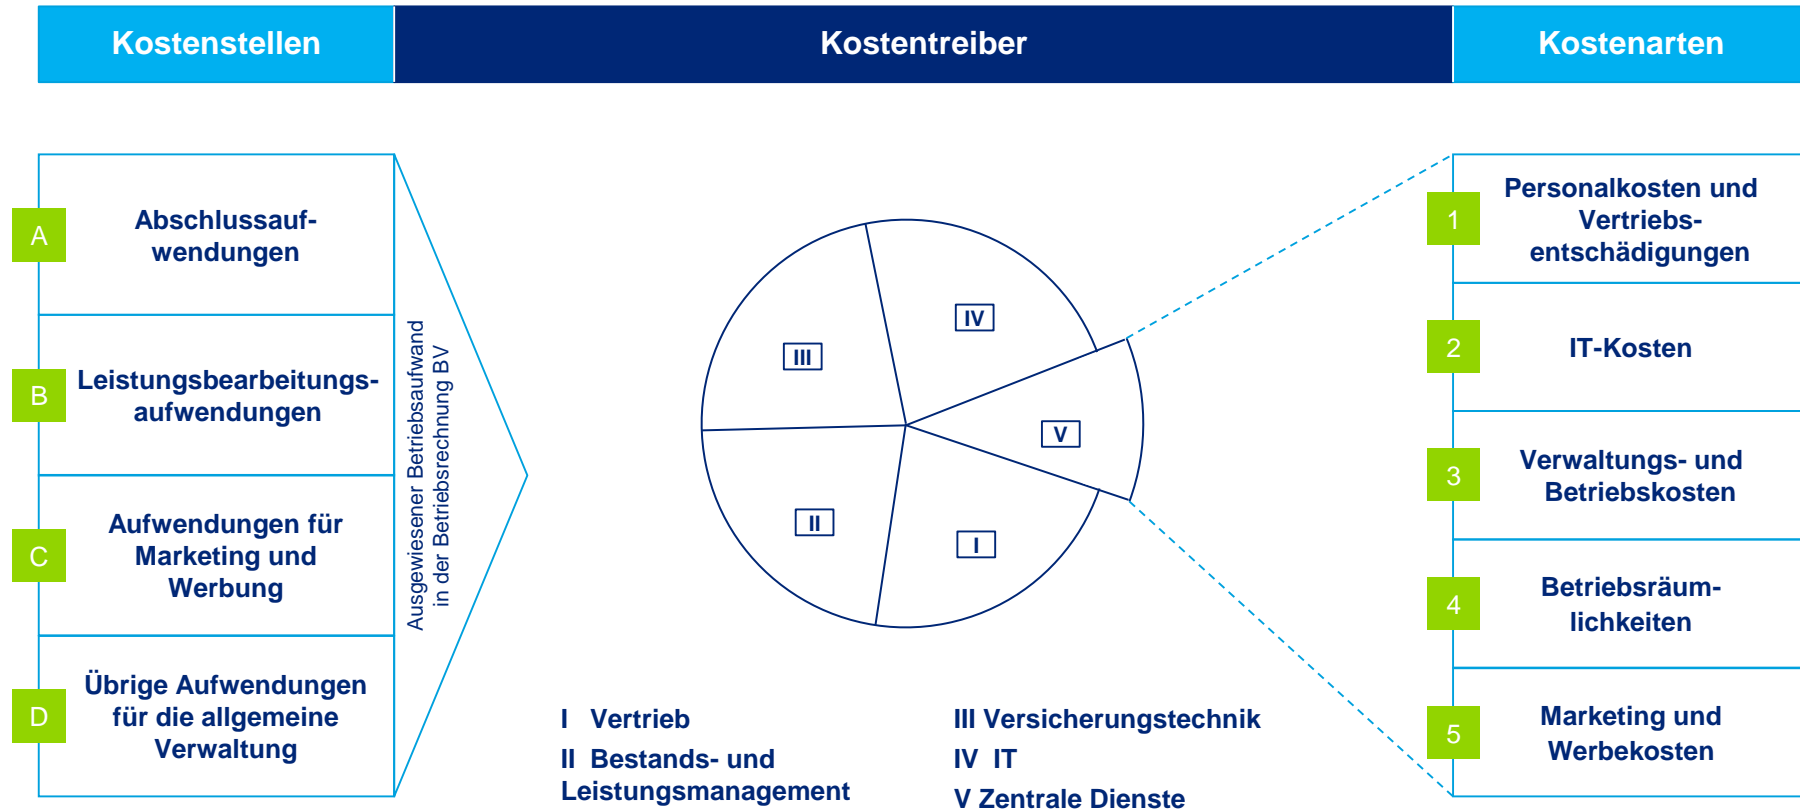 Kostenstellen
Kostentreiber
Kostenarten
A
Abschlussauf-
wendungen
B
Leistungsbearbeitungs-
aufwendungen
C
Aufwendungen für
Marketing und
Werbung
D
Übrige Aufwendungen
für die allgemeine
Verwaltung
Ausgewiesener Betriebsaufwand
in der Betriebsrechnung BV
III
IV
V
II
I
I Vertrieb
II Bestands- und
Leistungsmanagement
III Versicherungstechnik
IV IT
V Zentrale Dienste
1
Personalkosten und
Vertriebs-
entschädigungen
2
IT-Kosten
3
Verwaltungs- und
Betriebskosten
4
Betriebsräum-
lichkeiten
5
Marketing und
Werbekosten